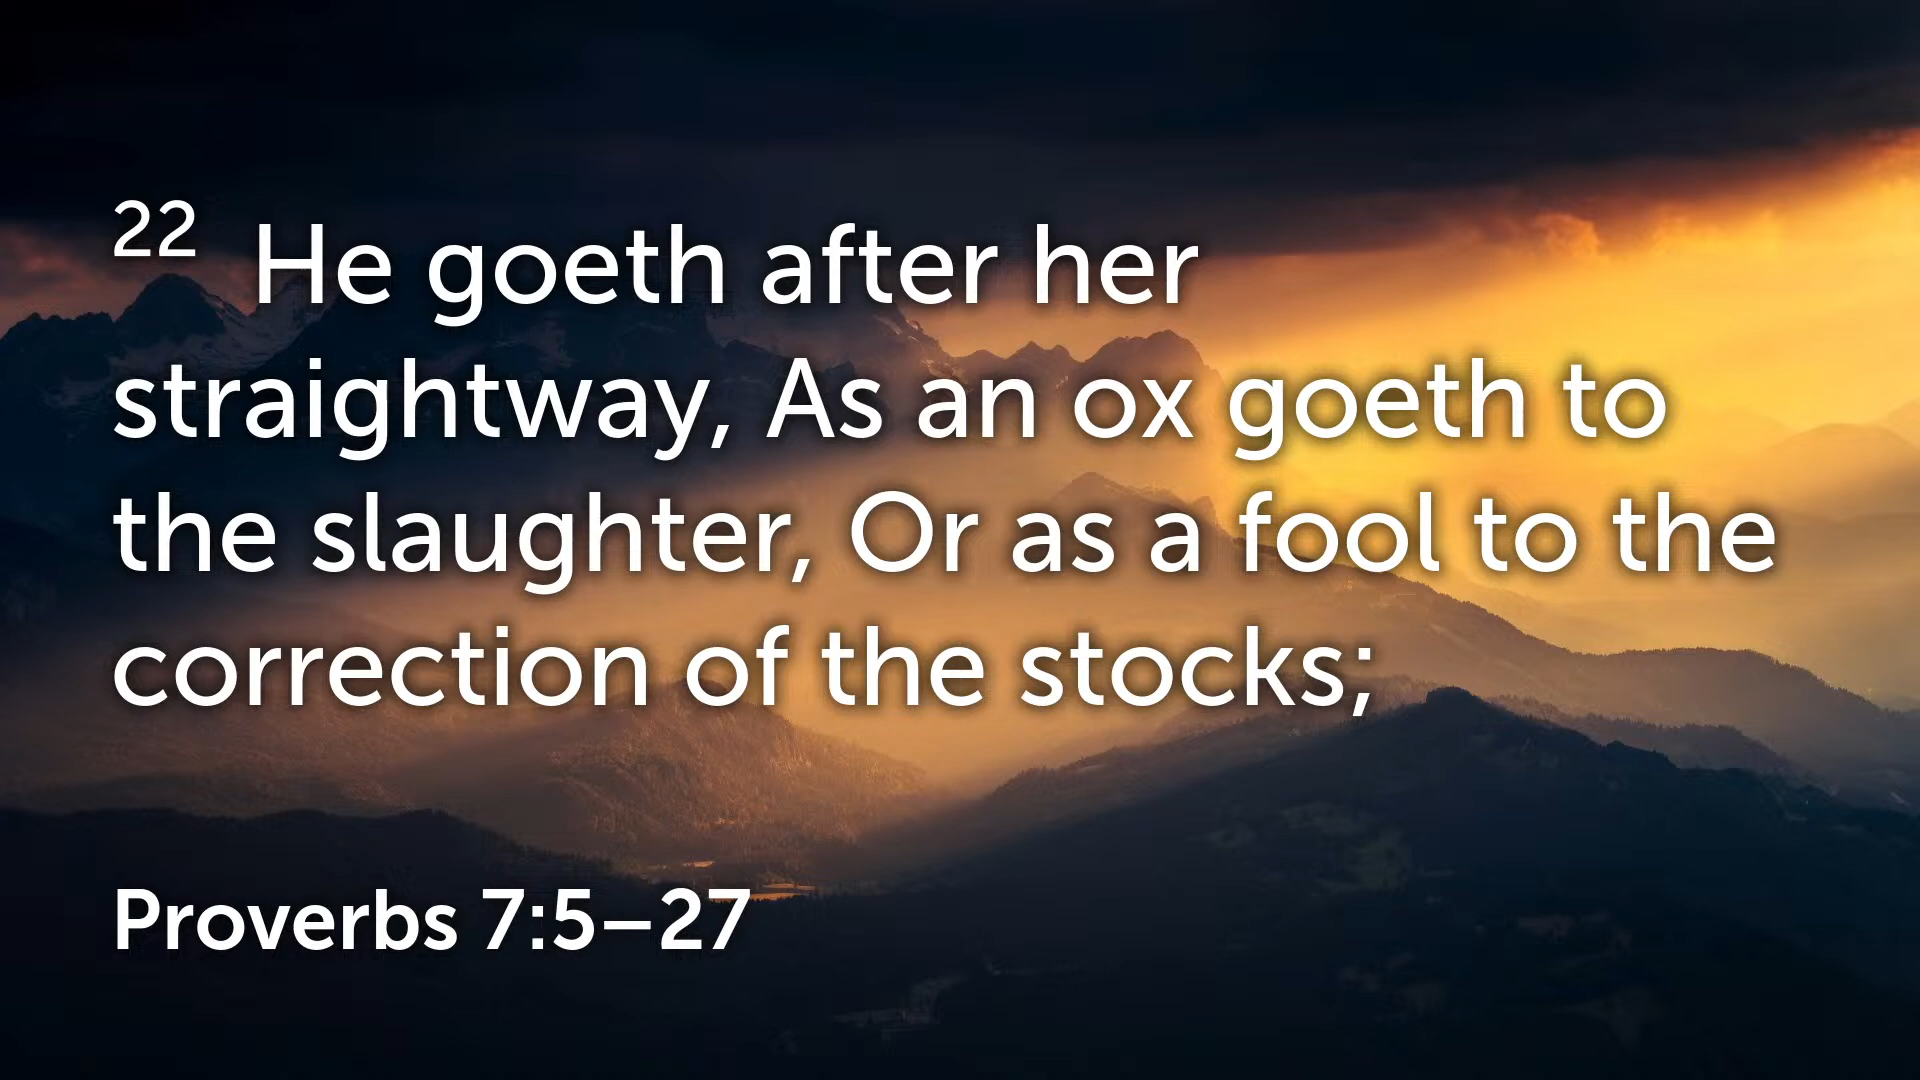 22 He goeth after her
straightway, As an ox goeth to
the slaughter, Or as a fool to the
correction of the stocks;
Proverbs 7:5–27